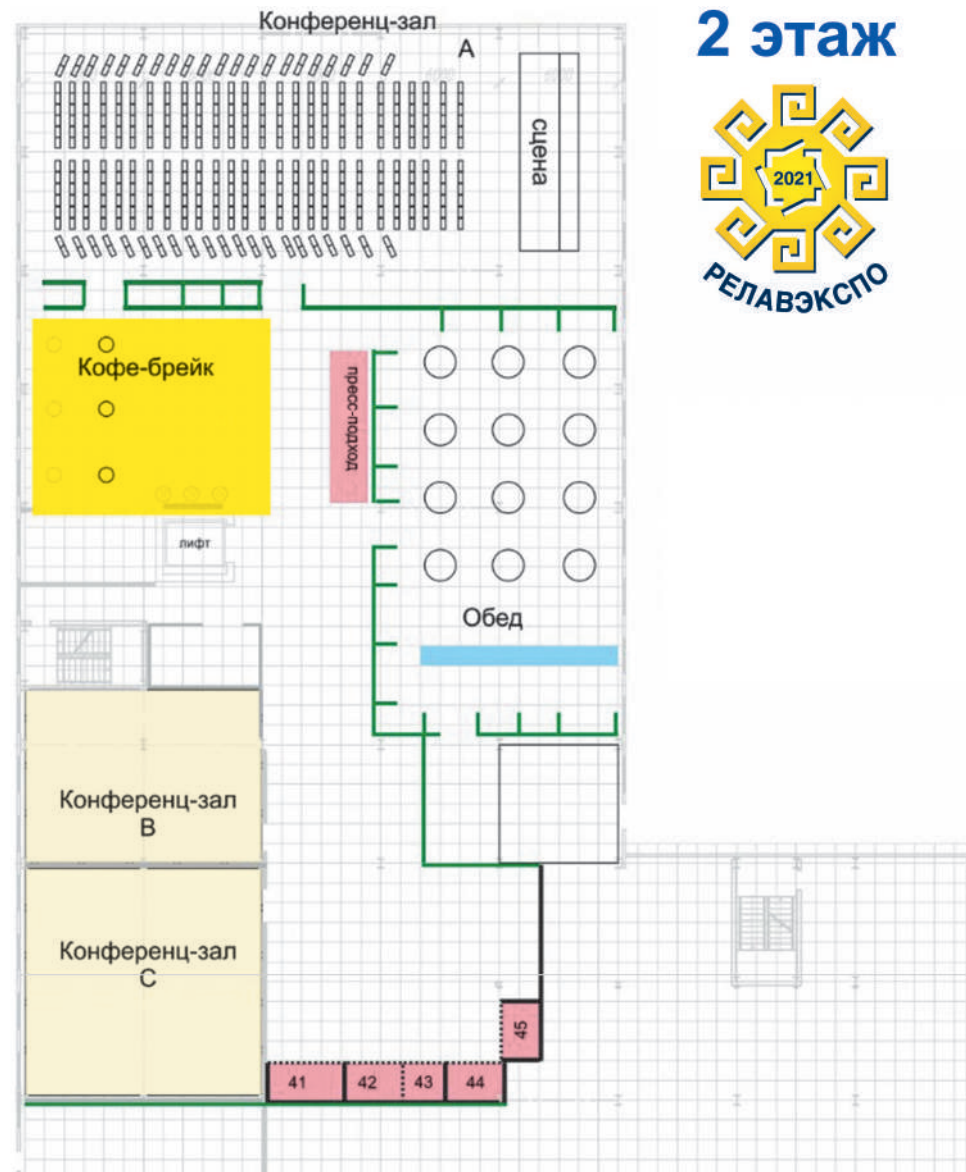 Конференц-зал
A
2 этаж
сцена
2021
РЕЛАВЭКСПО
Кофе-брейк
пресс-подход
лифт
Обед
Конференц-зал
B
Конференц-зал
C
45
41
42
43
44